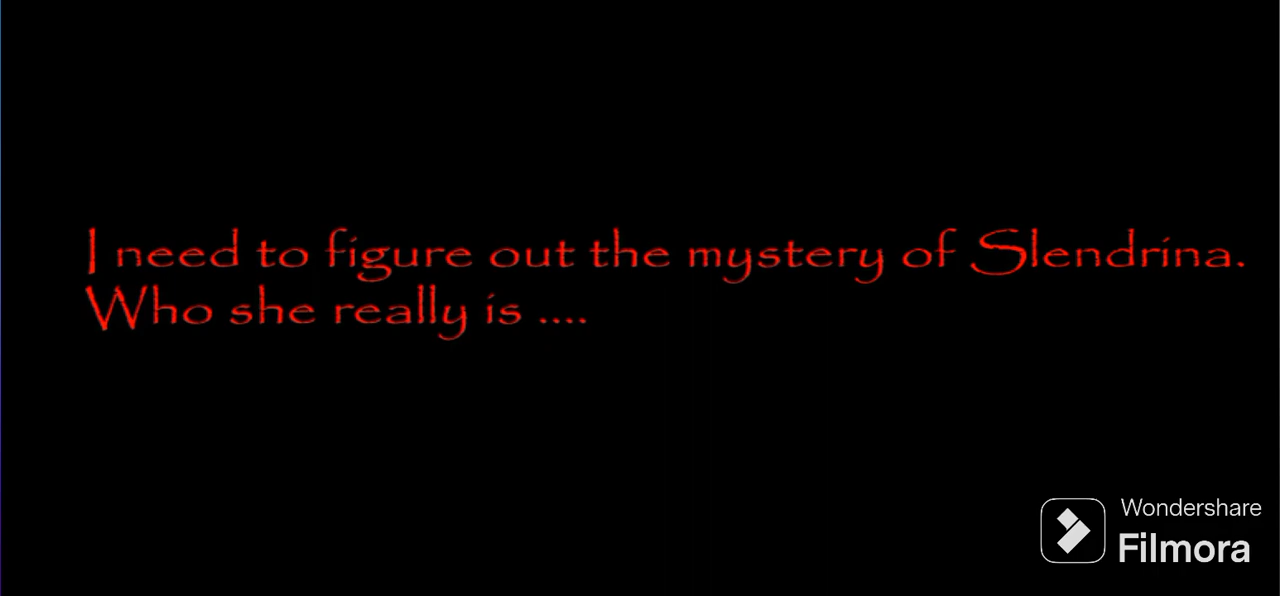 I need to figure out the mystery of Slendrina.
Who she really is ....
Wondershare
Filmora